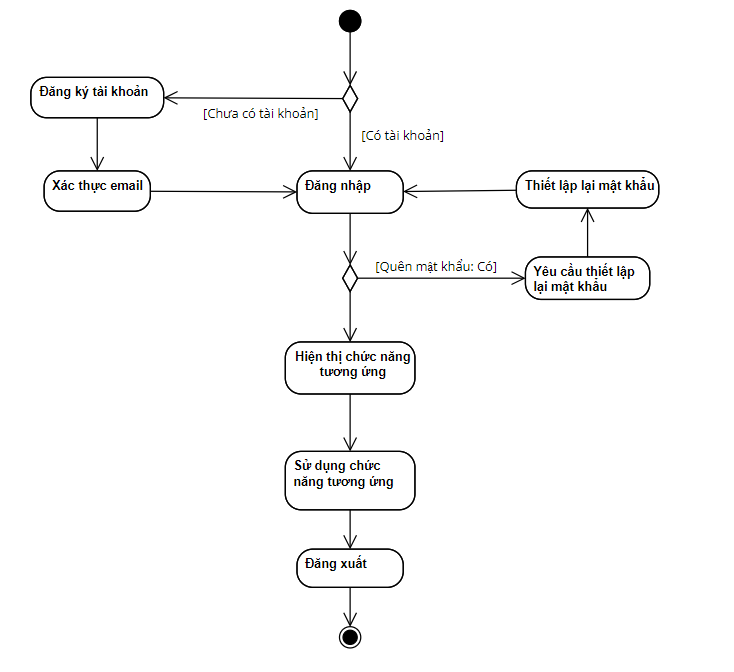 Đăng ký tài khoản
[Chưa có tài khoản]
[Có tài khoản]
Xác thực email
Đăng nhập
Thiết lập lại mật khẩu
[Quên mật khẩu: Có]
Yêu cầu thiết lập
lại mật khẩu
Hiện thị chức năng
tương ứng
Sử dụng chức
năng tương ứng
Đăng xuất